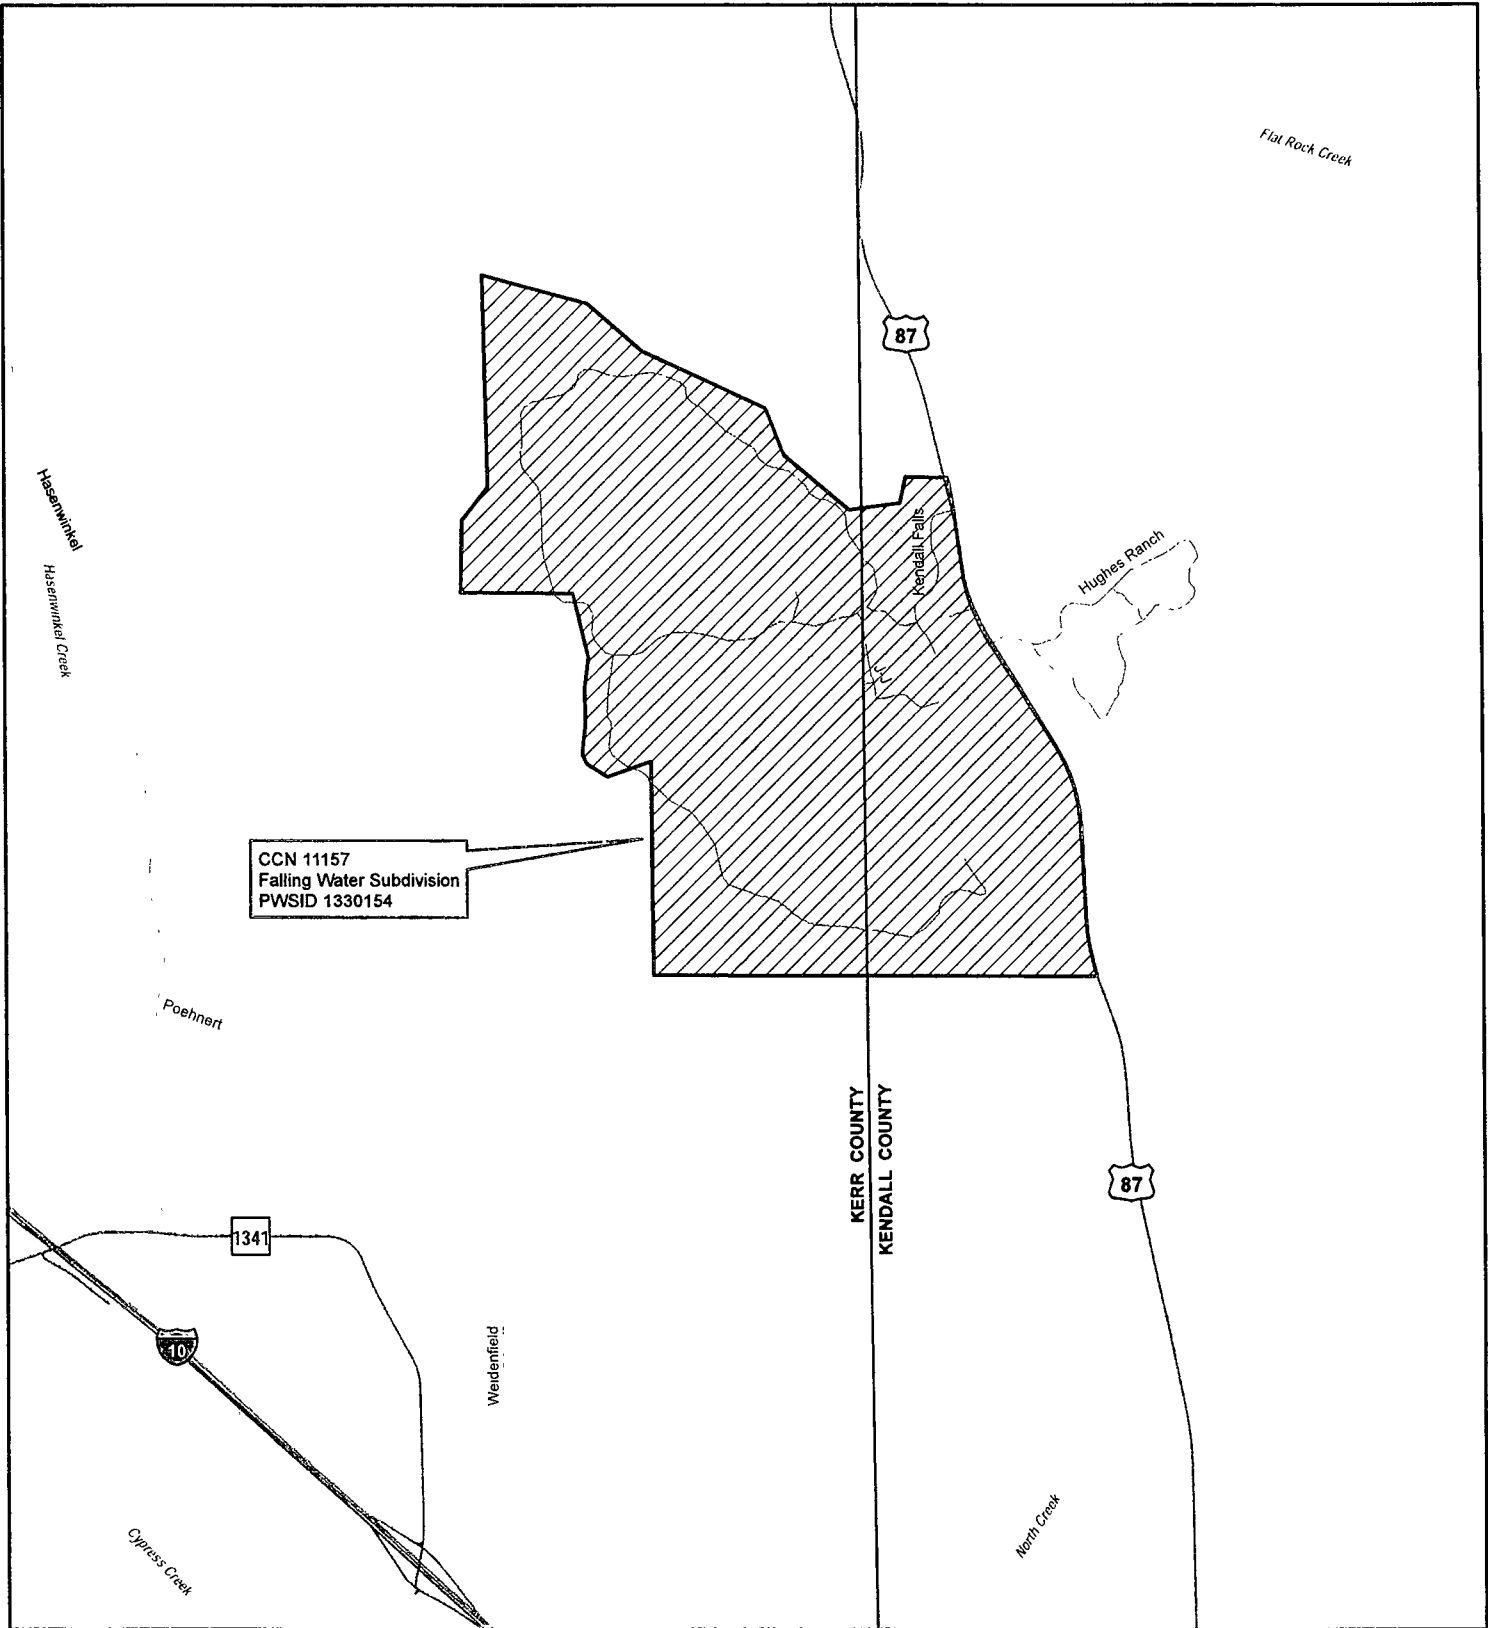 Flat Rock Creek
87
Hasenwinkel
Hasenwinkel Creek
Kendall Falls
Hughes Ranch
CCN 11157
Falling Water Subdivision
PWSID 1330154
Poehnert
KERR COUNTY
KENDALL COUNTY
87
1341
10
Weidenfield
Cypress Creek
North Creek